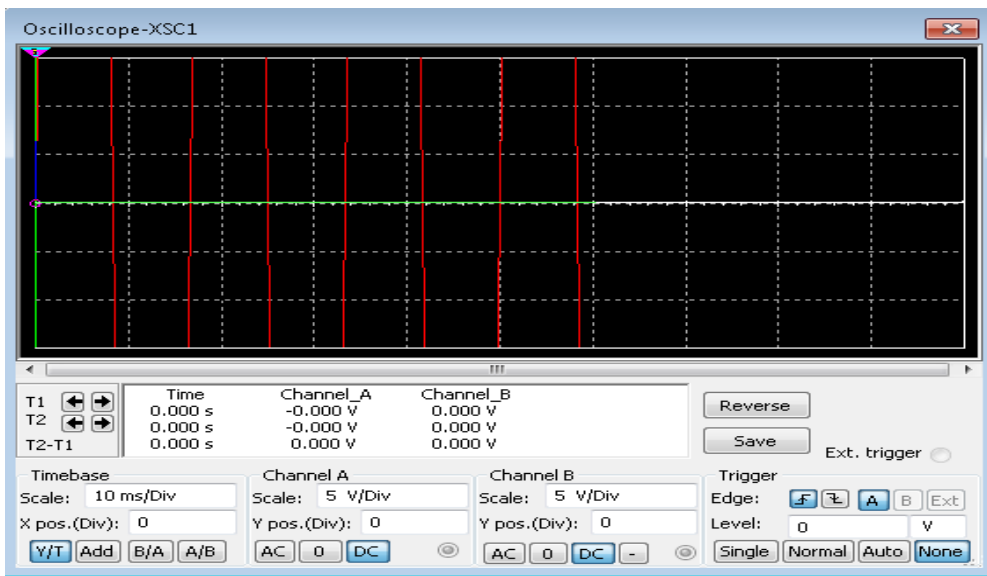 Oscilloscope-XSC1
T1
T2
T2-T1
Time Channel_A Channel_B
0.000 s -0.000 V 0.000 V
0.000 s -0.000 V 0.000 V
0.000 s 0.000 V 0.000 V
Reverse
Save
Ext. trigger
Timebase
Scale: 10 ms/Div
X pos.(Div): 0
Y/T Add B/A A/B
Channel A
Scale: 5 V/Div
Y pos.(Div): 0
AC 0 DC
Channel B
Scale: 5 V/Div
Y pos.(Div): 0
AC 0 DC -
Trigger
Edge: A B Ext
Level: 0 V
Single Normal Auto None